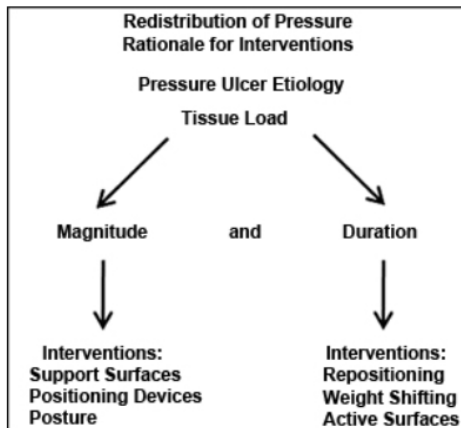 Redistribution of Pressure
Rationale for Interventions
Pressure Ulcer Etiology
Tissue Load
Magnitude and Duration
Interventions:
Support Surfaces
Positioning Devices
Posture
Interventions:
Repositioning
Weight Shifting
Active Surfaces